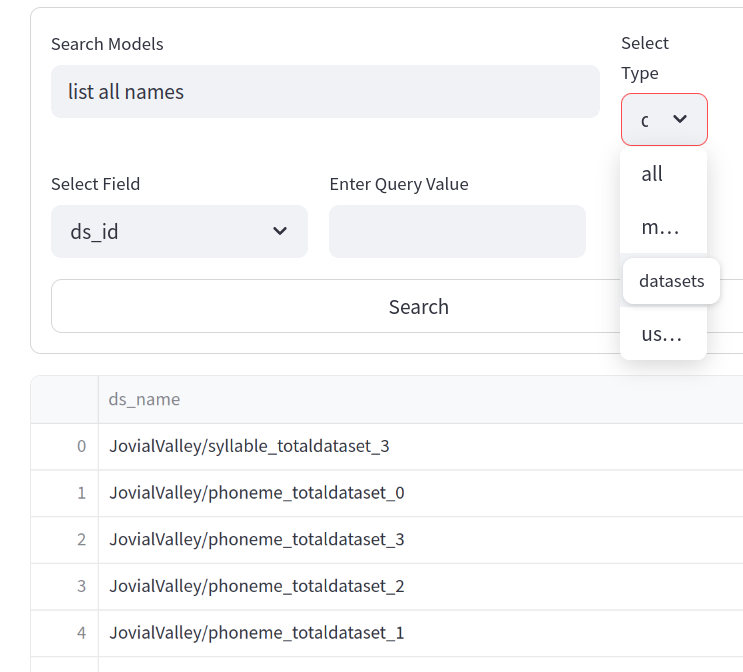 Search Models
Select
Type
list all names
all
m...
datasets
us...
Select Field
Enter Query Value
ds_id
Search
ds_name
0 JovialValley/syllable_totaldataset_3
1 JovialValley/phoneme_totaldataset_0
2 JovialValley/phoneme_totaldataset_3
3 JovialValley/phoneme_totaldataset_2
4 JovialValley/phoneme_totaldataset_1